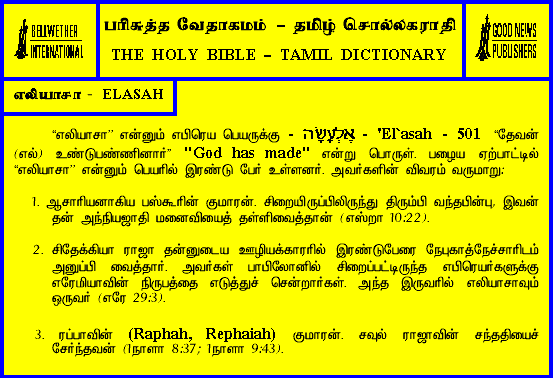 BELLWETHER
INTERNATIONAL
பரிசுத்த வேதாகமம் – தமிழ் சொல்லகராதி
THE HOLY BIBLE – TAMIL DICTIONARY
GOOD NEWS
PUBLISHERS
எலியாசா - ELASAH
“எலியாசா” என்னும் எபிரெய பெயருக்கு - אֶלְעָשָׂה - 'El`asah - 501 “தேவன்
(எல்) உண்டுபண்ணினார்” "God has made" என்று பொருள். பழைய ஏற்பாட்டில்
“எலியாசா” என்னும் பெயரில் இரண்டு பேர் உள்ளனர். அவர்களின் விவரம் வருமாறு:
1. ஆசாரியனாகிய பஸ்கூரின் குமாரன். சிறையிருப்பிலிருந்து திரும்பி வந்தபின்பு, இவன்
தன் அந்நியஜாதி மனைவியைத் தள்ளிவைத்தான் (எஸ்றா 10:22).
2. சிதேக்கியா ராஜா தன்னுடைய ஊழியக்காரரில் இரண்டுபேரை நேபுகாத்நேச்சாரிடம்
அனுப்பி வைத்தார். அவர்கள் பாபிலோனில் சிறைப்பட்டிருந்த எபிரெயர்களுக்கு
எரேமியாவின் நிருபத்தை எடுத்துச் சென்றார்கள். அந்த இருவரில் எலியாசாவும்
ஒருவர் (எரே 29:3).
3. ரப்பாவின் (Raphah, Rephaiah) குமாரன். சவுல் ராஜாவின் சந்ததியைச்
சேர்ந்தவன் (1நாளா 8:37; 1நாளா 9:43).